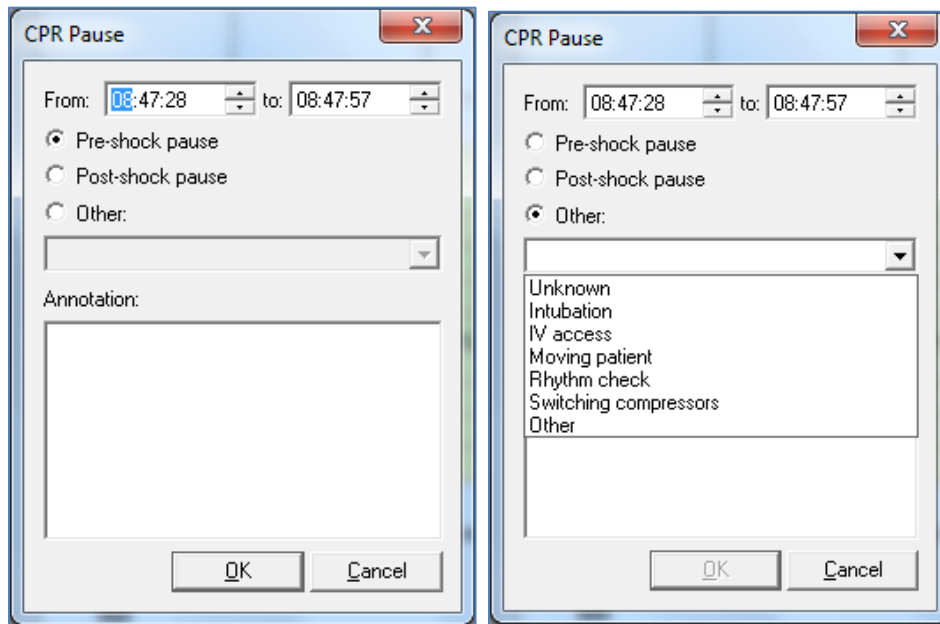 CPR Pause
From: 08:47:28 to: 08:47:57
Pre-shock pause
Post-shock pause
Other:
Annotation:
OK Cancel
CPR Pause
From: 08:47:28 to: 08:47:57
Pre-shock pause
Post-shock pause
Other:
Unknown
Intubation
IV access
Moving patient
Rhythm check
Switching compressors
Other
OK Cancel